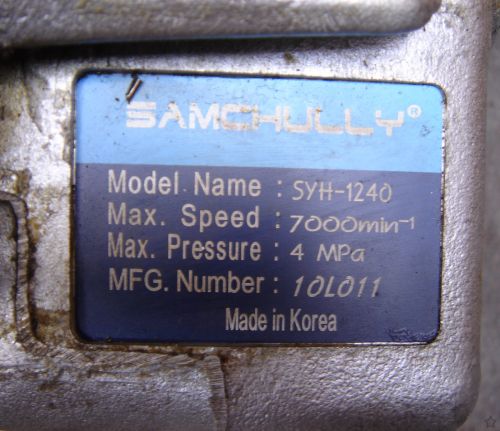 SAMCHULLY®
Model Name : SYH-1240
Max. Speed : 7000min⁻¹
Max. Pressure : 4 MPa
MFG. Number : 10L011
Made in Korea